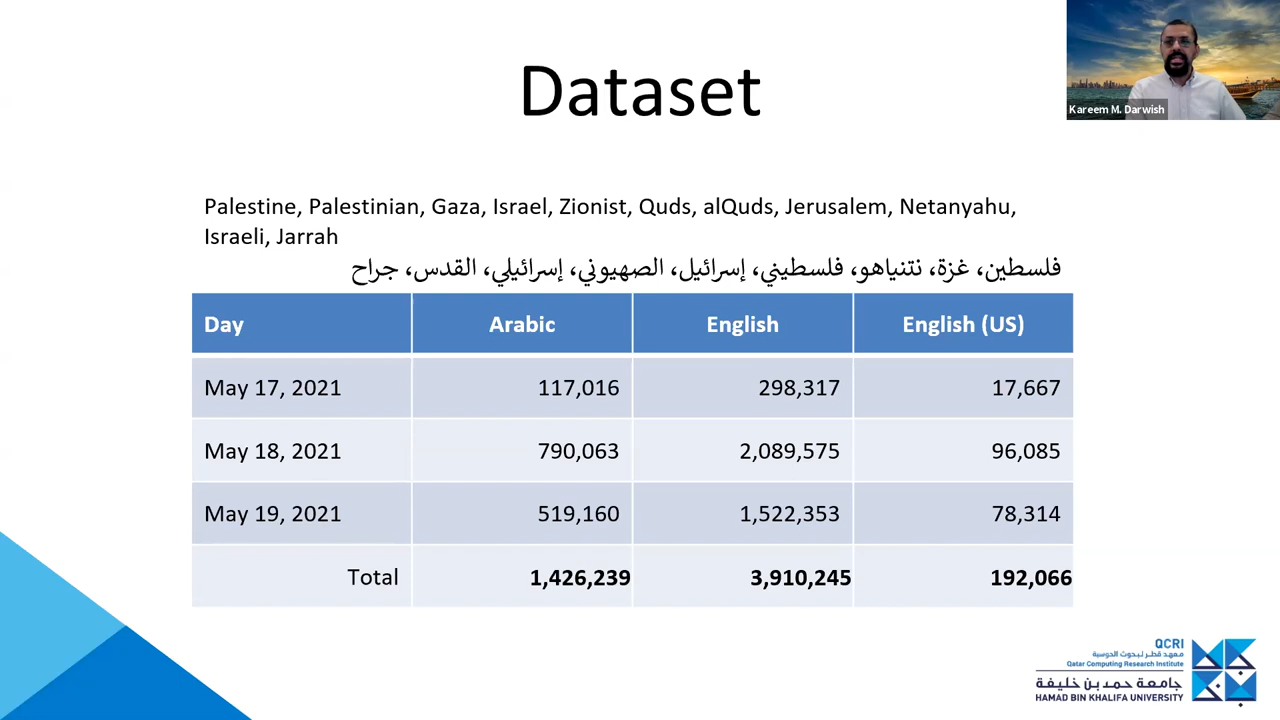 Kareem M. Darwish
Dataset
Palestine, Palestinian, Gaza, Israel, Zionist, Quds, alQuds, Jerusalem, Netanyahu,
Israeli, Jarrah
فلسطين، غزة، نتنياهو، فلسطيني، إسرائيل، الصهيوني، إسرائيلي، القدس، جراح
Day Arabic English English (US)
May 17, 2021 117,016 298,317 17,667
May 18, 2021 790,063 2,089,575 96,085
May 19, 2021 519,160 1,522,353 78,314
Total 1,426,239 3,910,245 192,066
QCRI
معهد قطر لبحوث الحوسبة
Qatar Computing Research Institute
جامعة حمد بن خليفة
HAMAD BIN KHALIFA UNIVERSITY